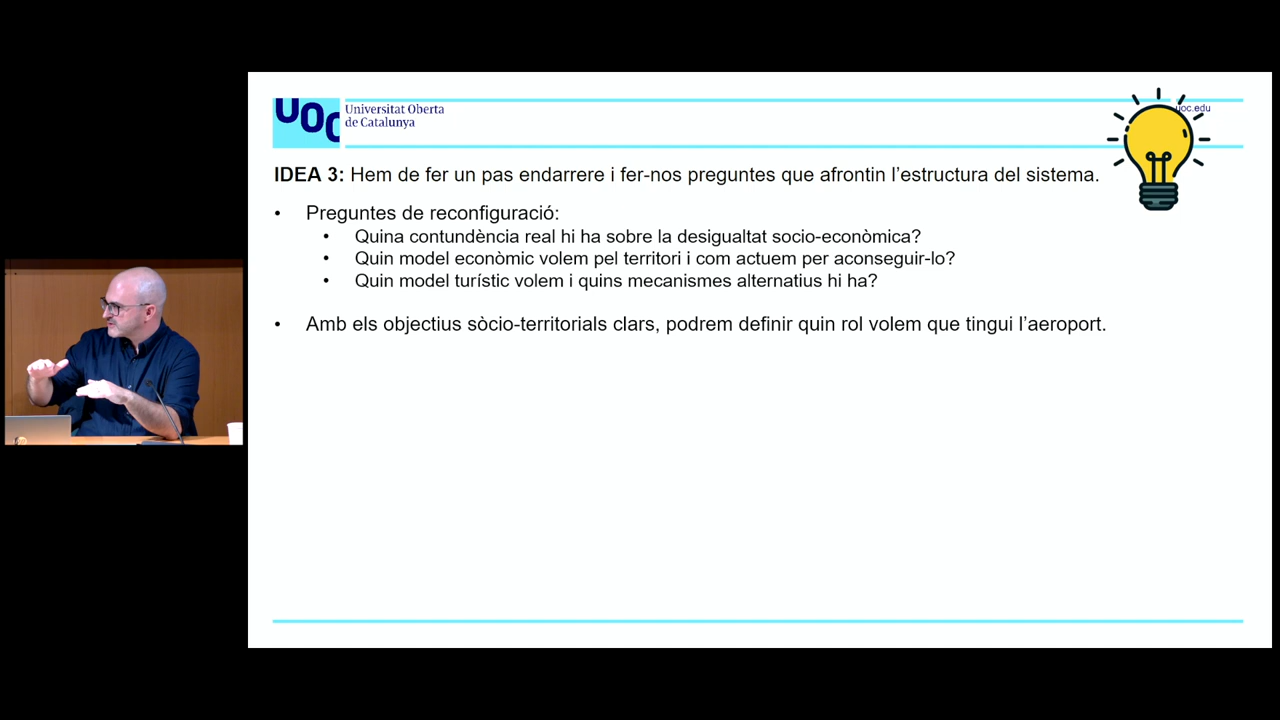 UOC
Universitat Oberta
de Catalunya
uoc.edu
IDEA 3: Hem de fer un pas endarrere i fer-nos preguntes que afrontin l'estructura del sistema.
• Preguntes de reconfiguració:
• Quina contundència real hi ha sobre la desigualtat socio-econòmica?
• Quin model econòmic volem pel territori i com actuem per aconseguir-lo?
• Quin model turístic volem i quins mecanismes alternatius hi ha?
• Amb els objectius sòcio-territorials clars, podrem definir quin rol volem que tingui l'aeroport.